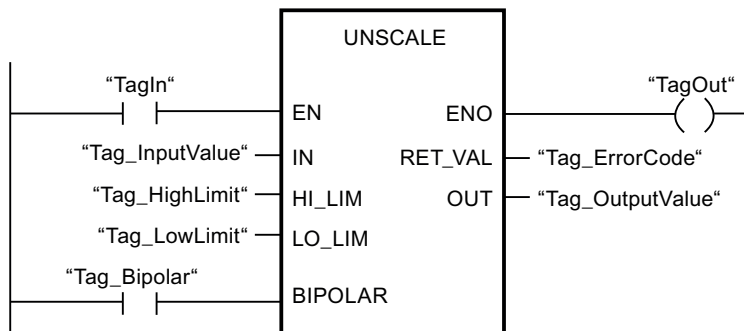 UNSCALE
“TagIn“
“TagOut“
EN
ENO
“Tag_InputValue“
IN
RET_VAL
“Tag_ErrorCode“
“Tag_HighLimit“
HI_LIM
OUT
“Tag_OutputValue“
“Tag_LowLimit“
LO_LIM
“Tag_Bipolar“
BIPOLAR